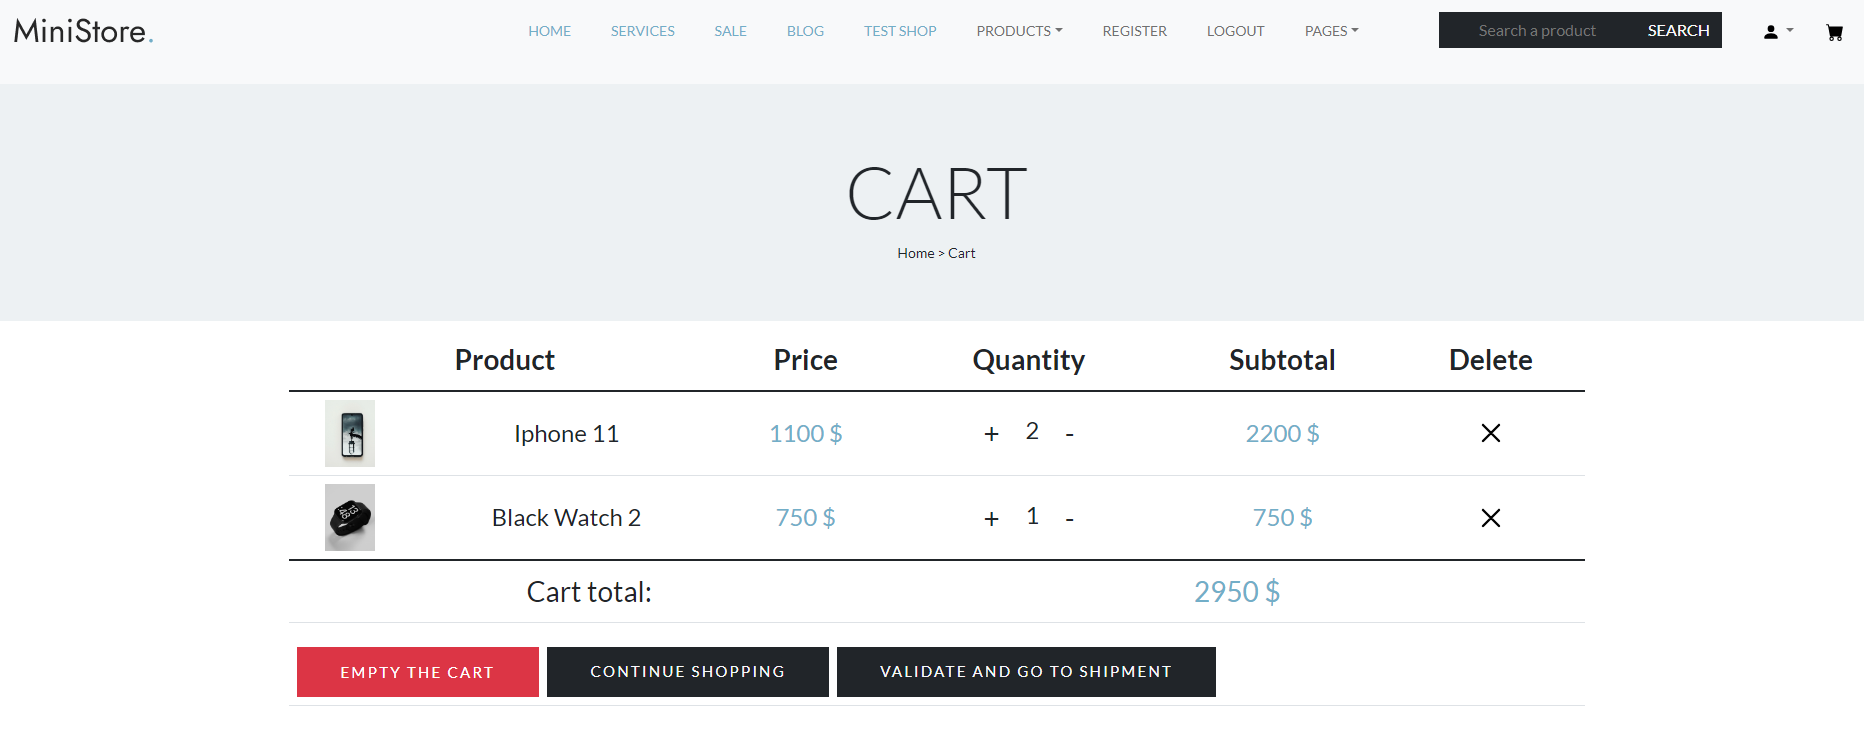 MiniStore.
HOME SERVICES SALE BLOG TEST SHOP PRODUCTS REGISTER LOGOUT PAGES
Search a product SEARCH
CART
Home > Cart
Product Price Quantity Subtotal Delete
Iphone 11 1100 $ + 2 - 2200 $
Black Watch 2 750 $ + 1 - 750 $
Cart total: 2950 $
EMPTY THE CART CONTINUE SHOPPING VALIDATE AND GO TO SHIPMENT